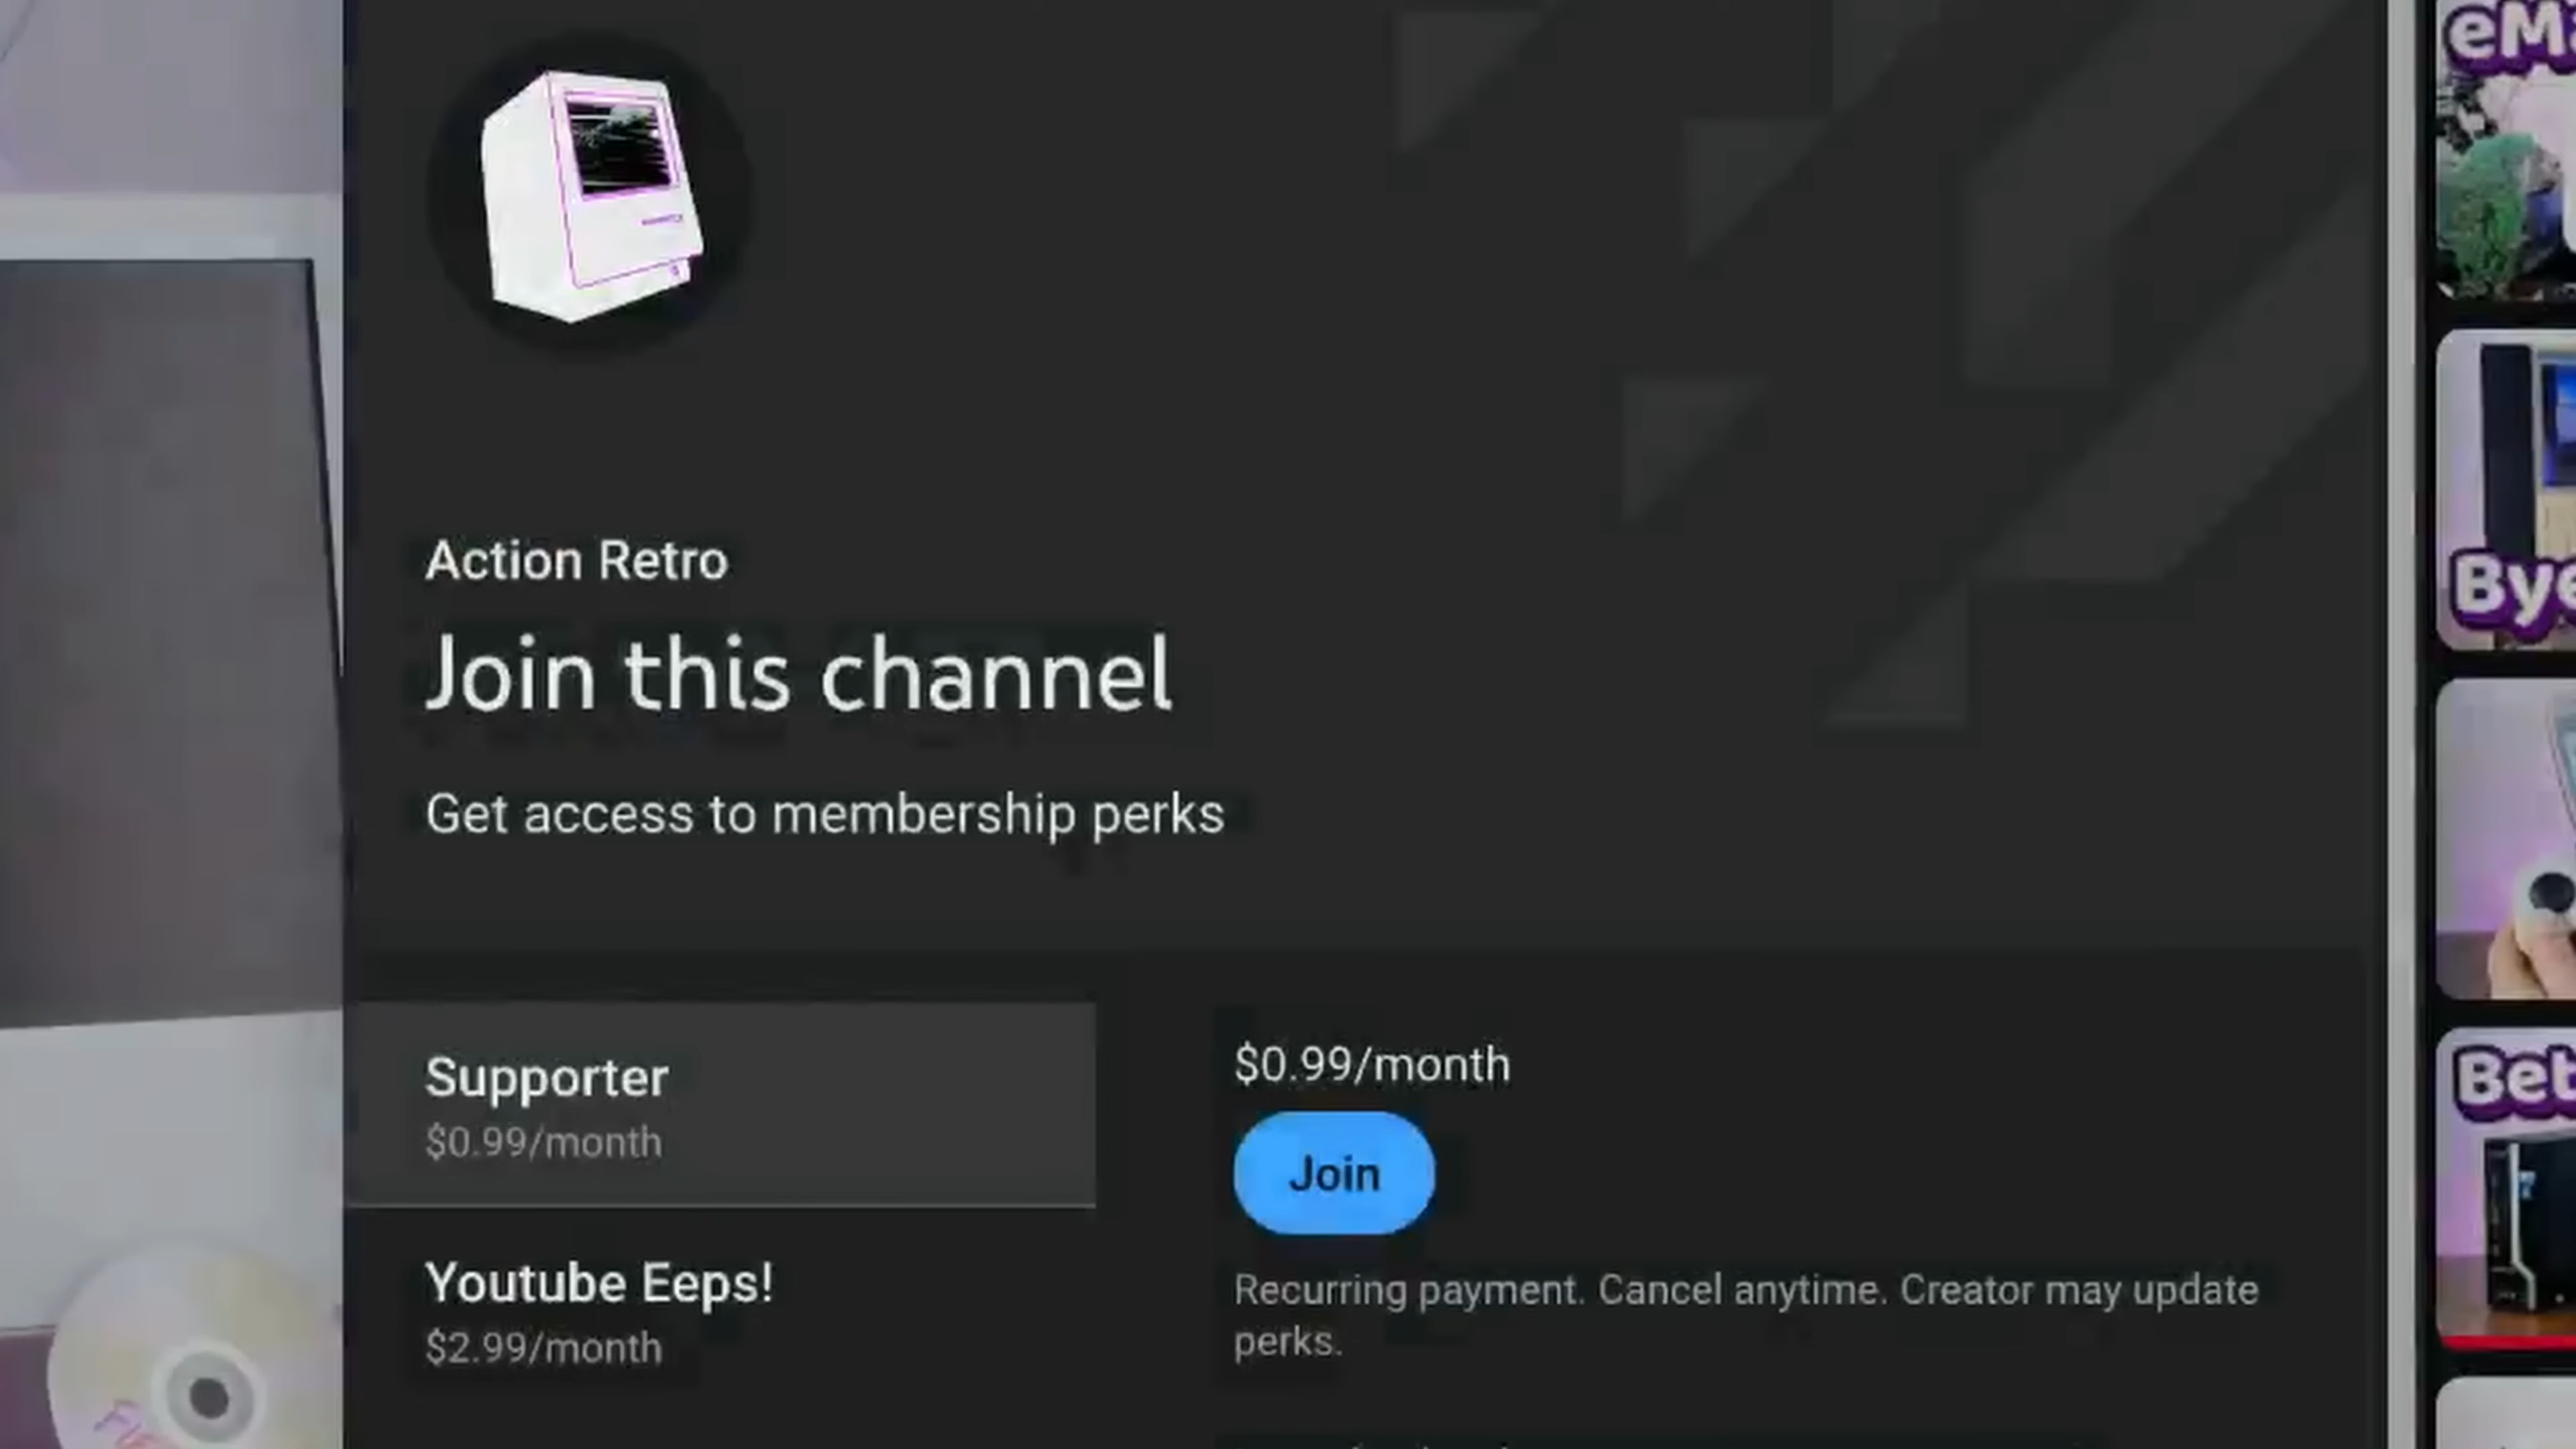 Action Retro
Join this channel
Get access to membership perks
Supporter
$0.99/month
Youtube Eeps!
$2.99/month
$0.99/month
Join
Recurring payment. Cancel anytime. Creator may update
perks.